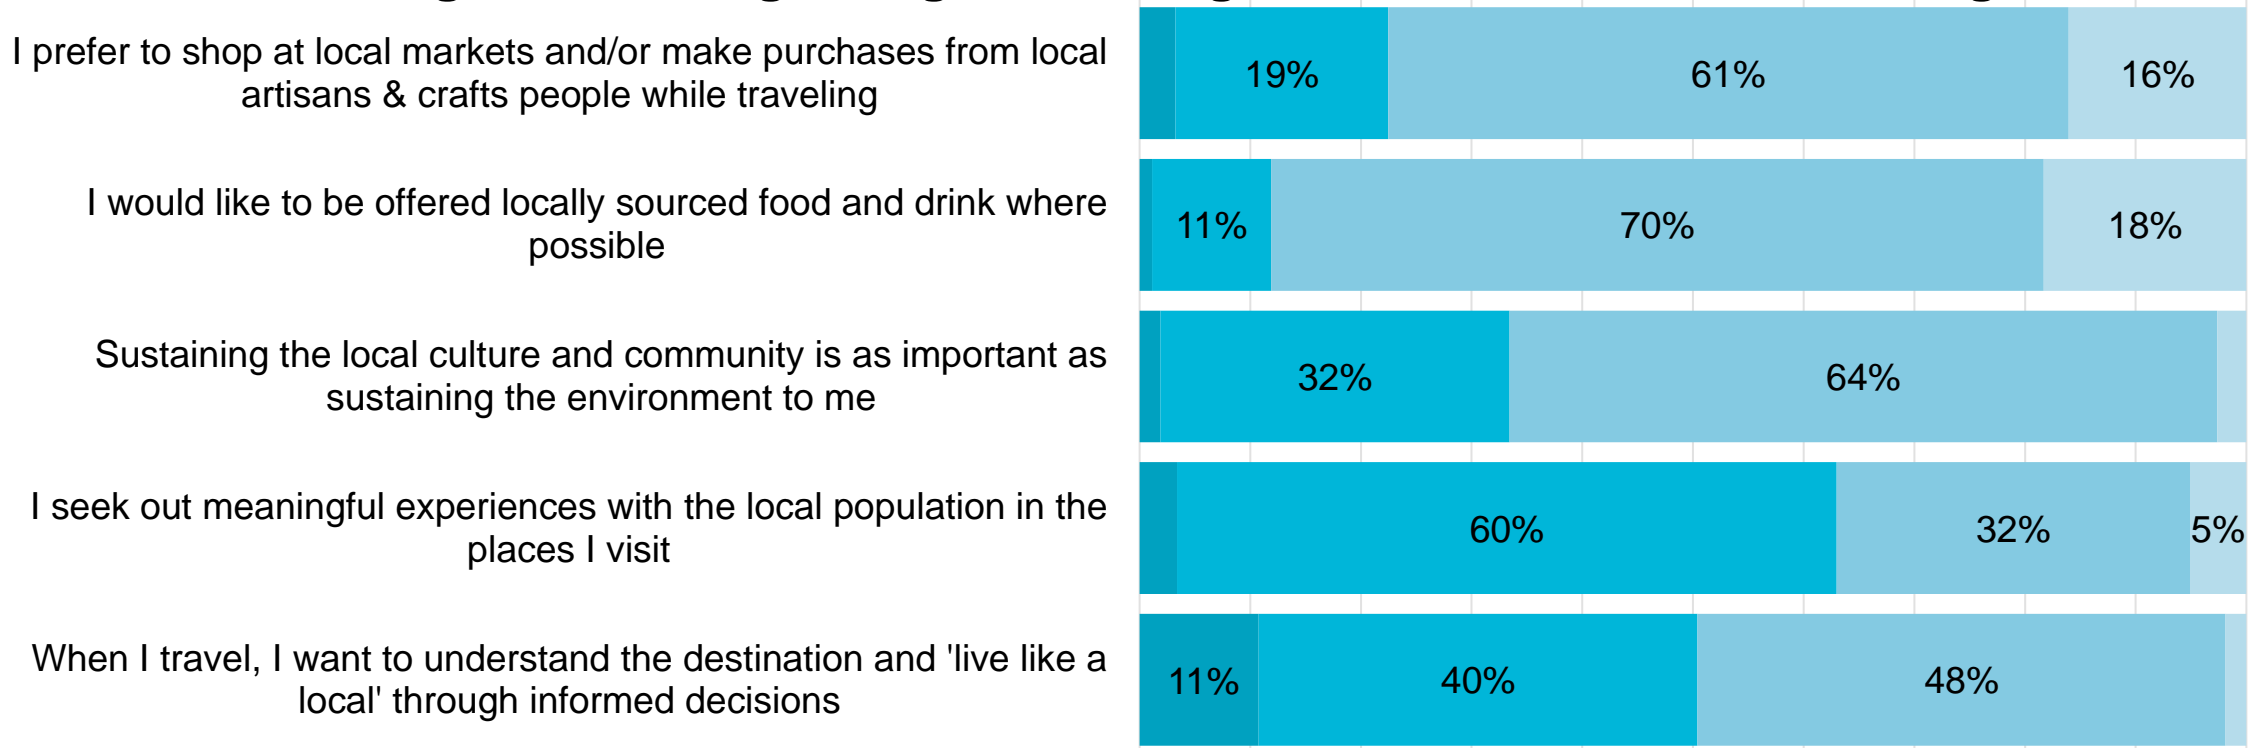 I prefer to shop at local markets and/or make purchases from local
artisans & crafts people while traveling
19%
61%
16%
I would like to be offered locally sourced food and drink where
possible
11%
70%
18%
Sustaining the local culture and community is as important as
sustaining the environment to me
32%
64%
I seek out meaningful experiences with the local population in the
places I visit
60%
32%
5%
When I travel, I want to understand the destination and 'live like a
local' through informed decisions
11%
40%
48%